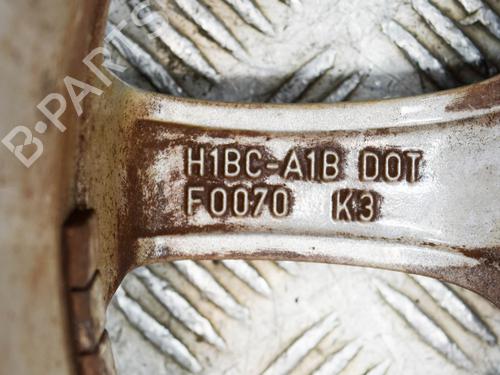 B-PARTS
H1BC-A1B DOT
F0070 K3